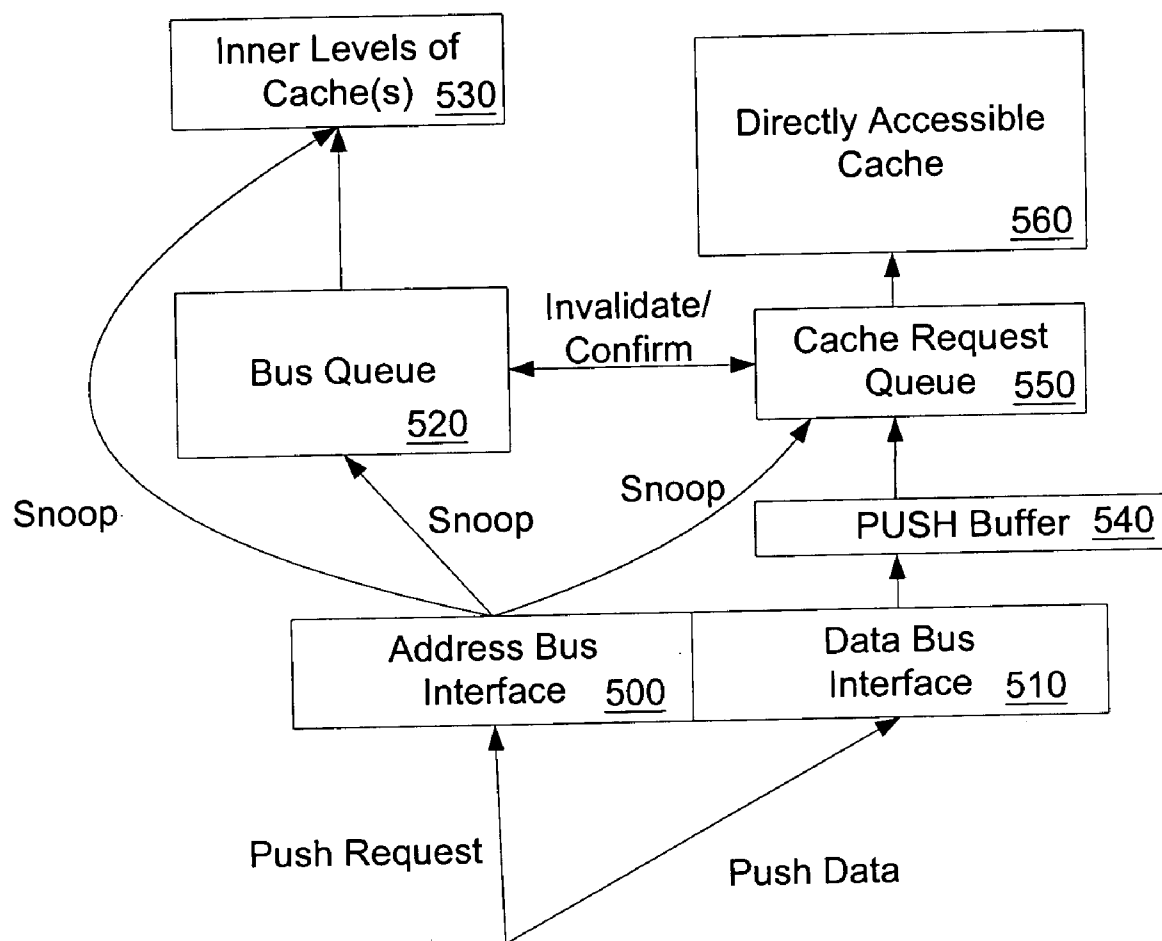 Inner Levels of
Cache(s) 530
Directly Accessible
Cache
560
Bus Queue
520
Invalidate/
Confirm
Cache Request
Queue 550
Snoop
Snoop
Snoop
PUSH Buffer 540
Address Bus
Interface 500
Data Bus
Interface 510
Push Request
Push Data